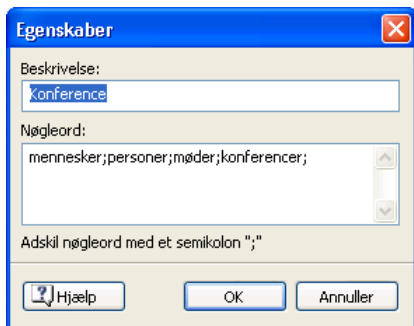 Egenskaber
Beskrivelse:
Konference
Nøgleord:
mennesker;personer;møder;konferencer;
Adskil nøgleord med et semikolon ";"
Hjælp OK Annuller